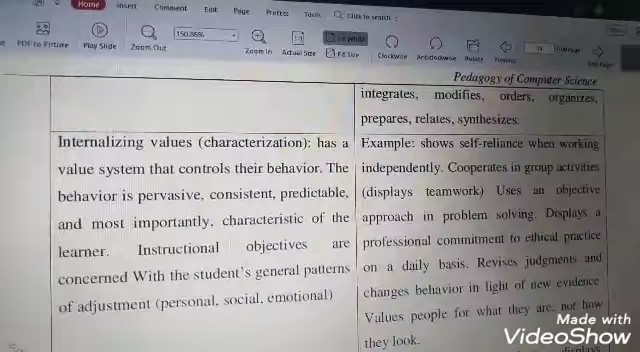 Home Insert Comment Edit Page Protect Tools Click to search
150.86%
PDF to Picture Play Slide Zoom Out Zoom In Actual Size Fit Width Fit Size Clockwise Anticlockwise Rotate Previous
Pedagogy of Computer Science
integrates, modifies, orders, organizes,
prepares, relates, synthesizes.
Internalizing values (characterization): has a
value system that controls their behavior. The
behavior is pervasive, consistent, predictable,
and most importantly, characteristic of the
learner. Instructional objectives are
concerned With the student's general patterns
of adjustment (personal, social, emotional)
Example: shows self-reliance when working
independently. Cooperates in group activities
(displays teamwork) Uses an objective
approach in problem solving. Displays a
professional commitment to ethical practice
on a daily basis. Revises judgments and
changes behavior in light of new evidence
Values people for what they are, not how
they look.
displays
Made with
VideoShow